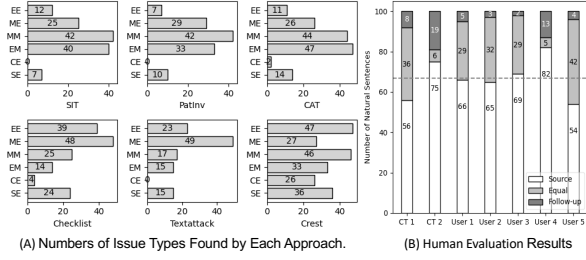 EE 12
ME 25
MM 42
EM 40
CE 0
SE 7
0 20 40
SIT
EE 7
ME 29
MM 42
EM 33
CE
SE 10
0 20 40
PatInv
EE 11
ME 26
MM 44
EM 47
CE 2
SE 14
0 20 40
CAT
EE 39
ME 48
MM 25
EM 14
CE 4
SE 24
0 20 40
Checklist
EE 23
ME 49
MM 17
EM 15
CE 0
SE 15
0 20 40
Textattack
EE 47
ME 27
MM 46
EM 33
CE 26
SE 36
0 20 40
Crest
(A) Numbers of Issue Types Found by Each Approach.
Number of Natural Sentences
100
80
60
40
20
0
8 19 5 3 2 13 4
36 6 29 32 29 5 42
56 75 66 65 69 82 54
Source
Equal
Follow-up
CT 1 CT 2 User 1 User 2 User 3 User 4 User 5
(B) Human Evaluation Results